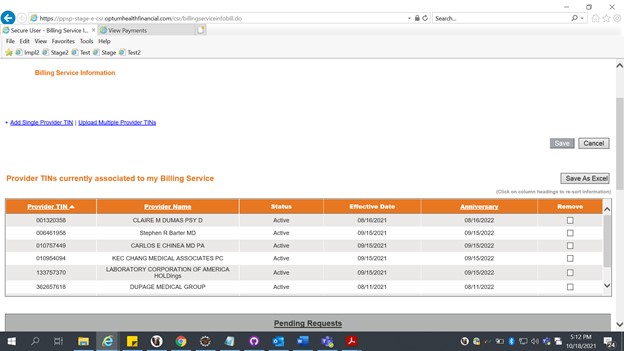 https://ppsp-stage-e-car.optumhealthfinancial.com/csr/billingserviceinfobill.do
Search...
Secure User - Billing Service I...
View Payments
File Edit View Favorites Tools Help
Impl2 Stage2 Test Stage Test2
Billing Service Information
+ Add Single Provider TIN | Upload Multiple Provider TINs
Save Cancel
Provider TINs currently associated to my Billing Service
Save As Excel
(Click on column headings to re-sort information)
Provider TIN Provider Name Status Effective Date Anniversary Remove
001320358 CLAIRE M DUMAS PSY D Active 08/16/2021 08/16/2022
006461958 Stephen R Barter MD Active 09/15/2021 09/15/2022
010757449 CARLOS E CHINEA MD PA Active 09/15/2021 09/15/2022
010954094 KEC CHANG MEDICAL ASSOCIATES PC Active 09/15/2021 09/15/2022
133757370 LABORATORY CORPORATION OF AMERICA HOLDings Active 09/15/2021 09/15/2022
362657618 DUPAGE MEDICAL GROUP Active 08/11/2021 08/11/2022
Pending Requests
5:12 PM
10/18/2021
24